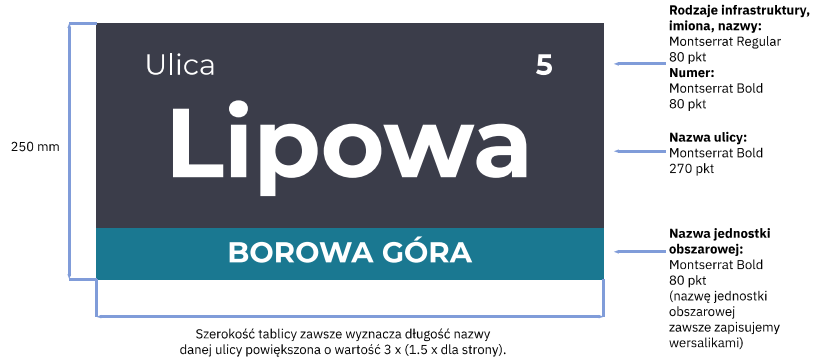 Ulica
5
Lipowa
BOROWA GÓRA
250 mm
Rodzaje infrastruktury,
imiona, nazwy:
Montserrat Regular
80 pkt
Numer:
Montserrat Bold
80 pkt
Nazwa ulicy:
Montserrat Bold
270 pkt
Nazwa jednostki
obszarowej:
Montserrat Bold
80 pkt
(nazwę jednostki
obszarowej
zawsze zapisujemy
wersalikami)
Szerokość tablicy zawsze wyznacza długość nazwy
danej ulicy powiększona o wartość 3 x (1.5 x dla strony).